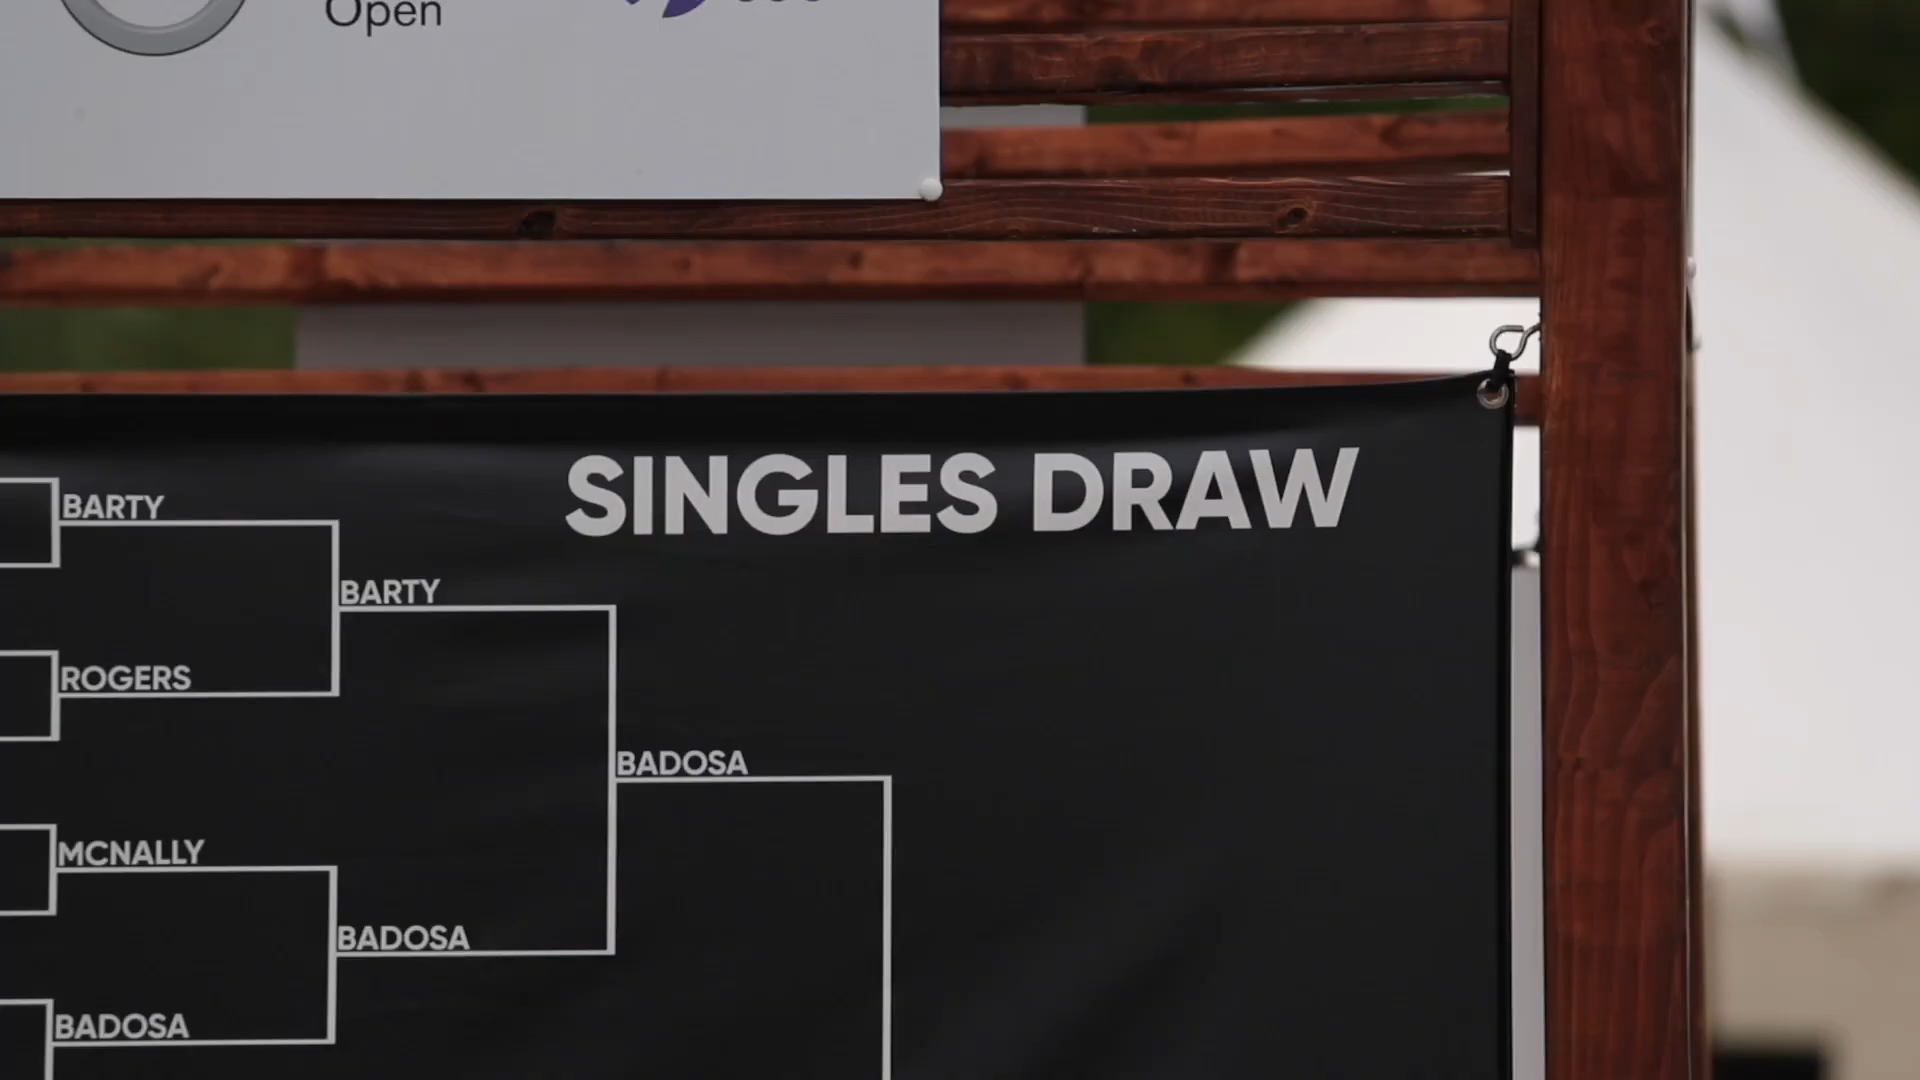 Open
SINGLES DRAW
BARTY
BARTY
ROGERS
BADOSA
MCNALLY
BADOSA
BADOSA